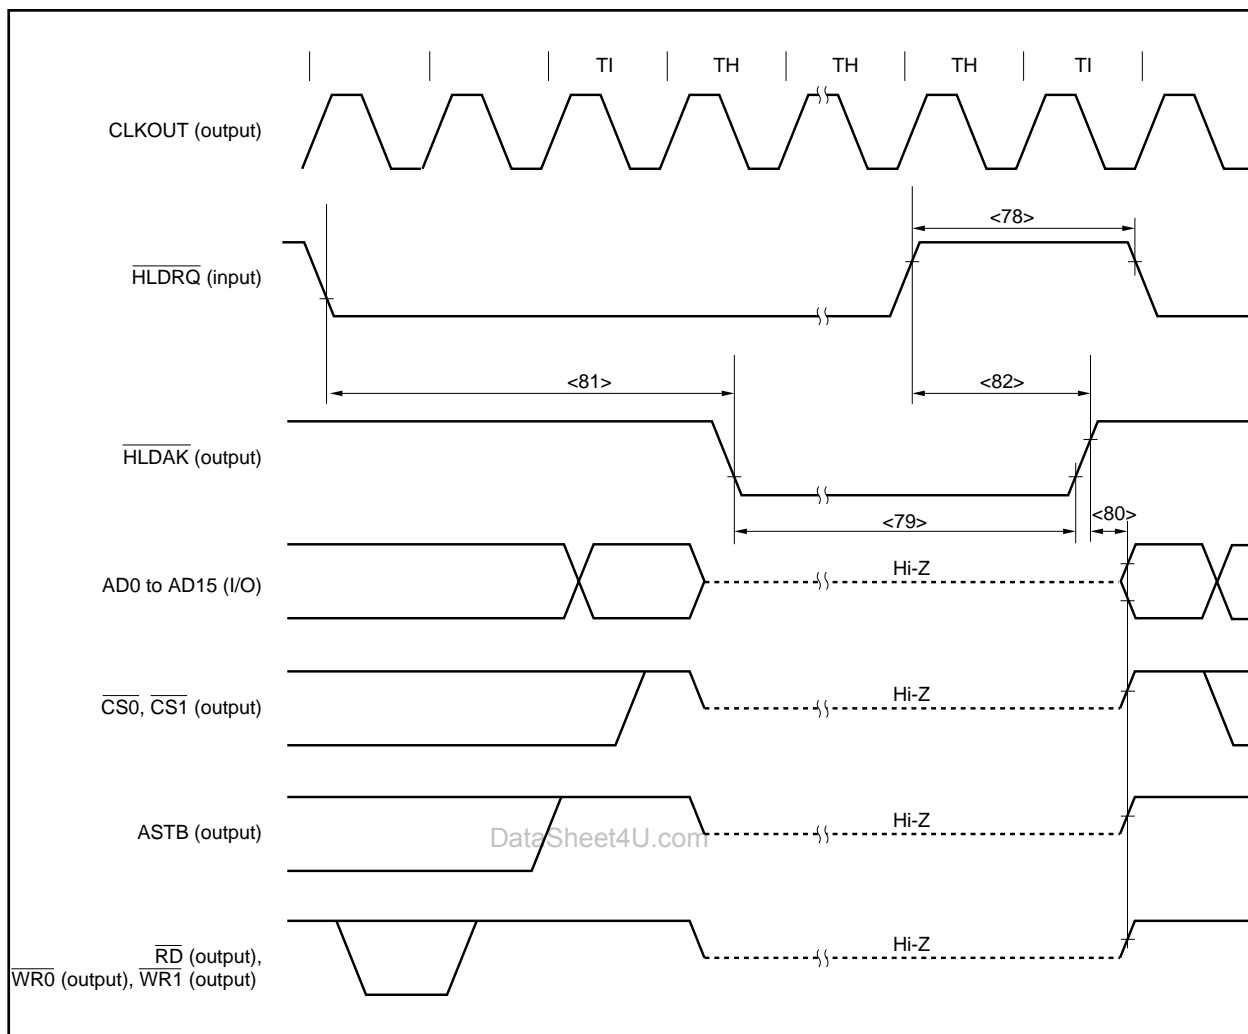 TI TH TH TH TI
CLKOUT (output)
<78>
HLDRQ (input)
<81> <82>
HLDAK (output)
<79> <80>
Hi-Z
AD0 to AD15 (I/O)
Hi-Z
CS0, CS1 (output)
Hi-Z
ASTB (output)
DataSheet4U.com
Hi-Z
RD (output),
WR0 (output), WR1 (output)